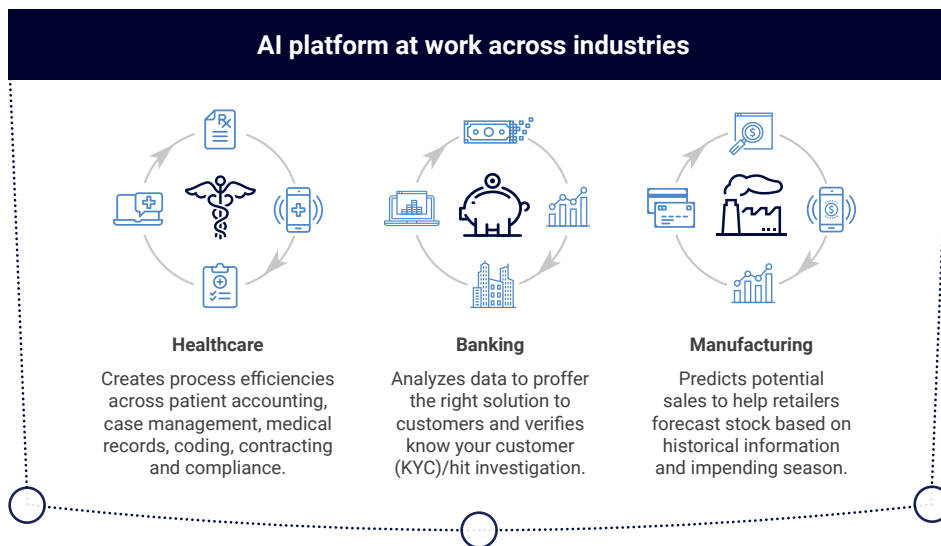 AI platform at work across industries
Healthcare
Creates process efficiencies
across patient accounting,
case management, medical
records, coding, contracting
and compliance.
Banking
Analyzes data to proffer
the right solution to
customers and verifies
know your customer
(KYC)/hit investigation.
Manufacturing
Predicts potential
sales to help retailers
forecast stock based on
historical information
and impending season.